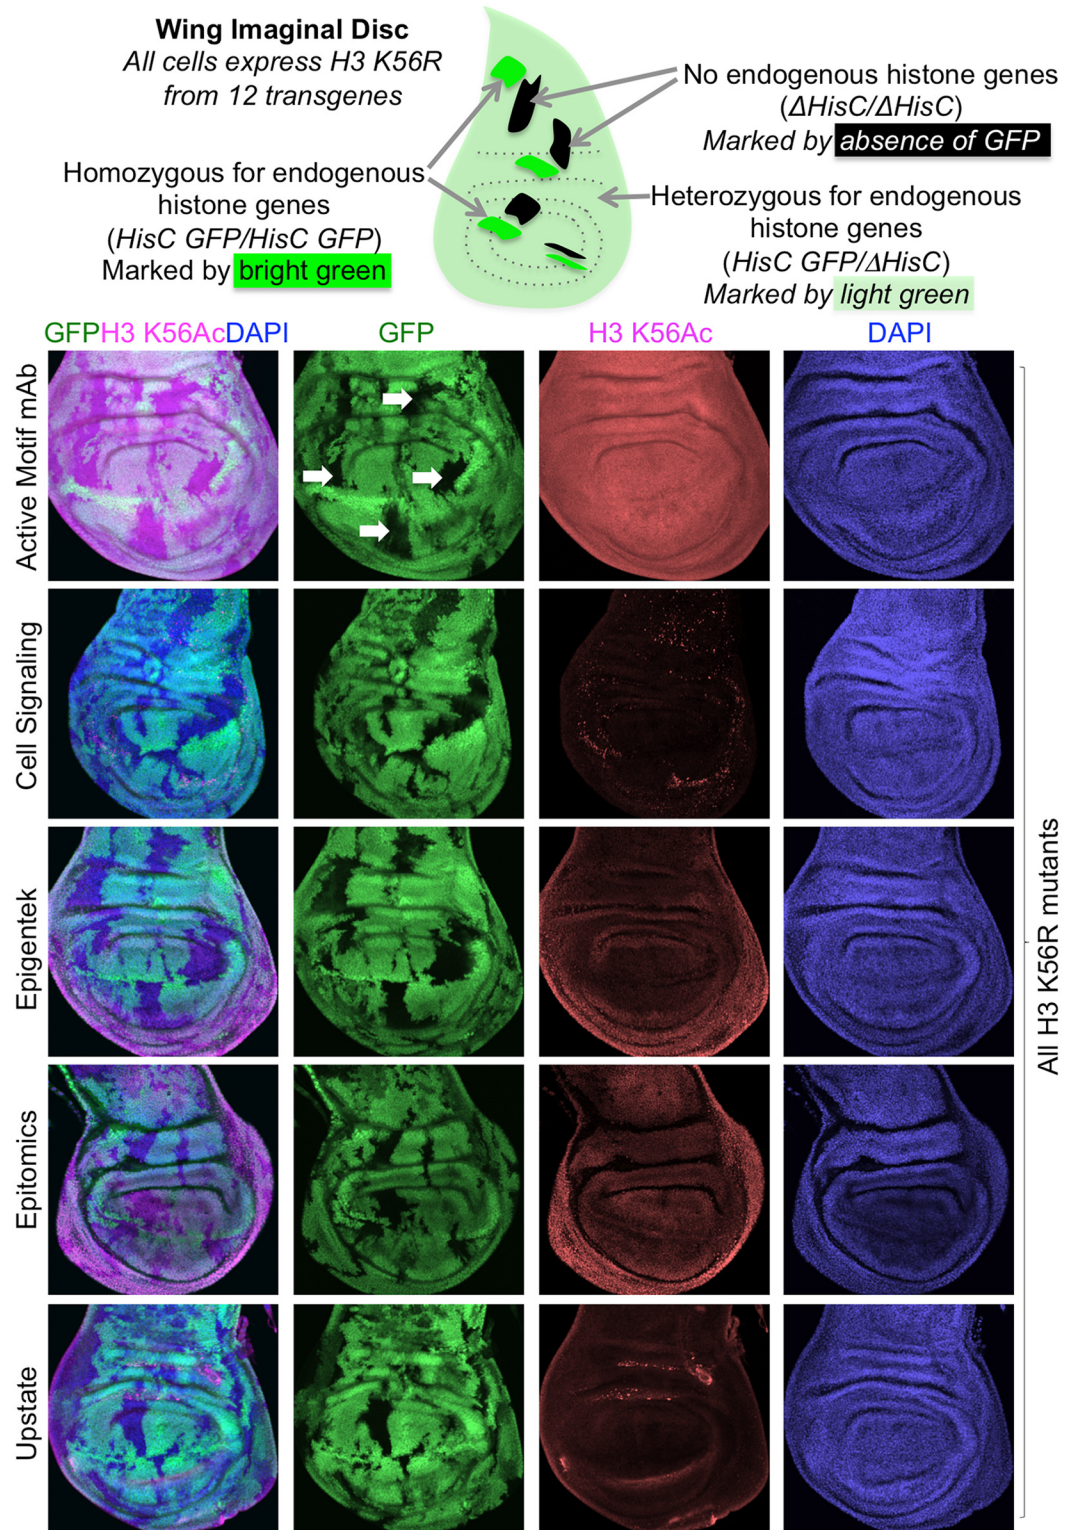 Wing Imaginal Disc
All cells express H3 K56R
from 12 transgenes
No endogenous histone genes
(ΔHisC/ΔHisC)
Marked by absence of GFP
Homozygous for endogenous
histone genes
(HisC GFP/HisC GFP)
Marked by bright green
Heterozygous for endogenous
histone genes
(HisC GFP/ΔHisC)
Marked by light green
GFPH3 K56AcDAPI
GFP
H3 K56Ac
DAPI
Active Motif mAb
Cell Signaling
Epigentek
Epitomics
Upstate
All H3 K56R mutants